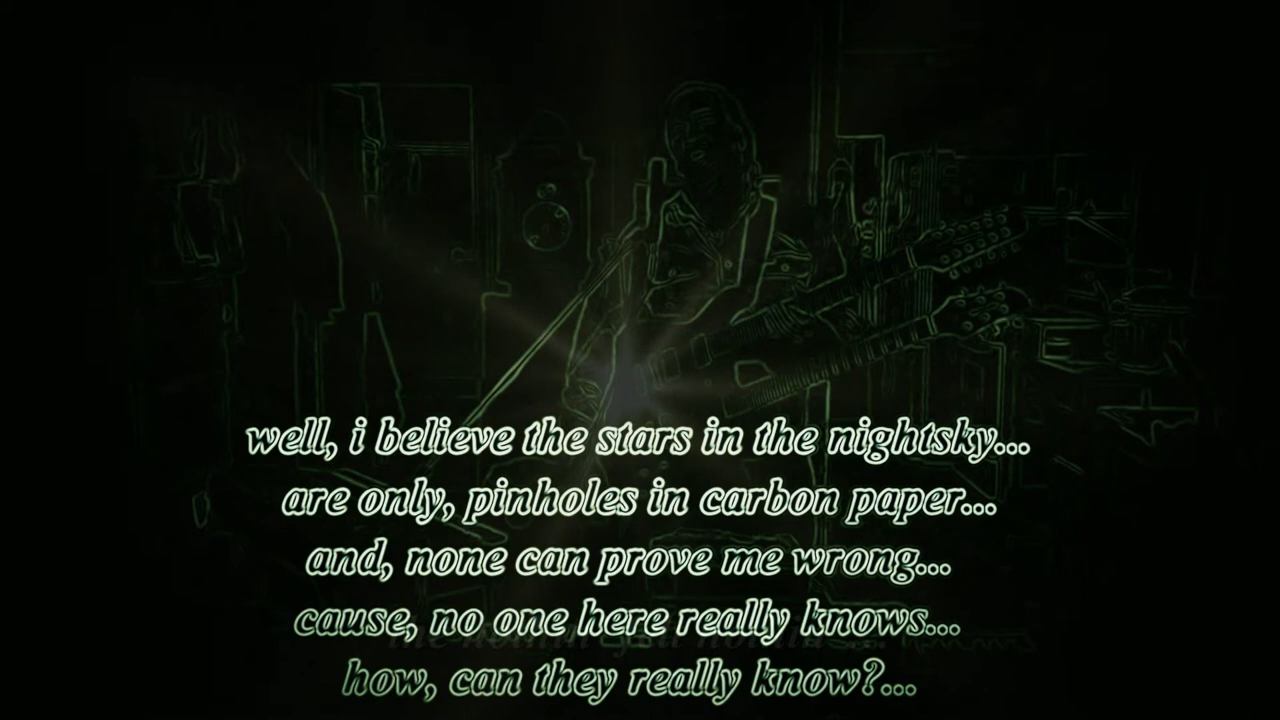 well, i believe the stars in the nightsky...
are only, pinholes in carbon paper...
and, none can prove me wrong...
cause, no one here really knows...
how, can they really know?...